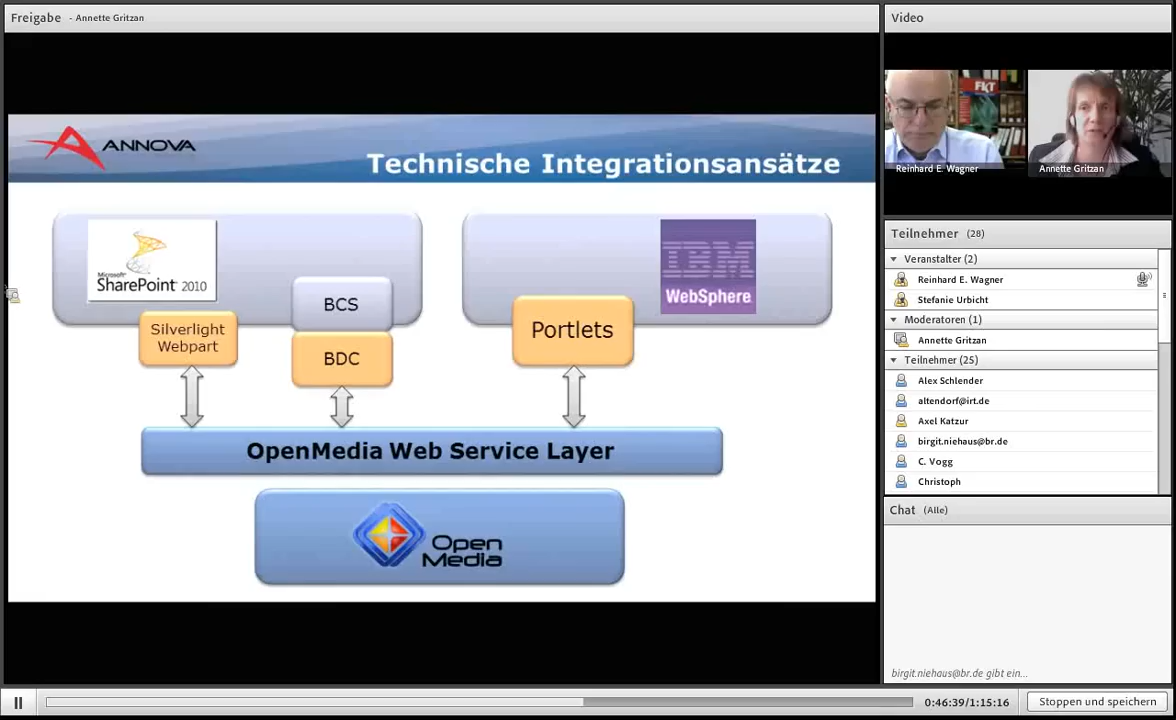 Freigabe - Annette Gritzan
ANNOVA
Technische Integrationsansätze
Microsoft
SharePoint 2010
BCS
Silverlight
Webpart
BDC
IBM
WebSphere
Portlets
OpenMedia Web Service Layer
Open
Media
Video
FKT
Reinhard E. Wagner
Annette Gritzan
Teilnehmer (28)
Veranstalter (2)
Reinhard E. Wagner
Stefanie Urbicht
Moderatoren (1)
Annette Gritzan
Teilnehmer (25)
Alex Schlender
altendorf@irt.de
Axel Katzur
birgit.niehaus@br.de
C. Vogg
Christoph
Chat (Alle)
birgit.niehaus@br.de gibt ein...
0:46:39/1:15:16
Stoppen und speichern